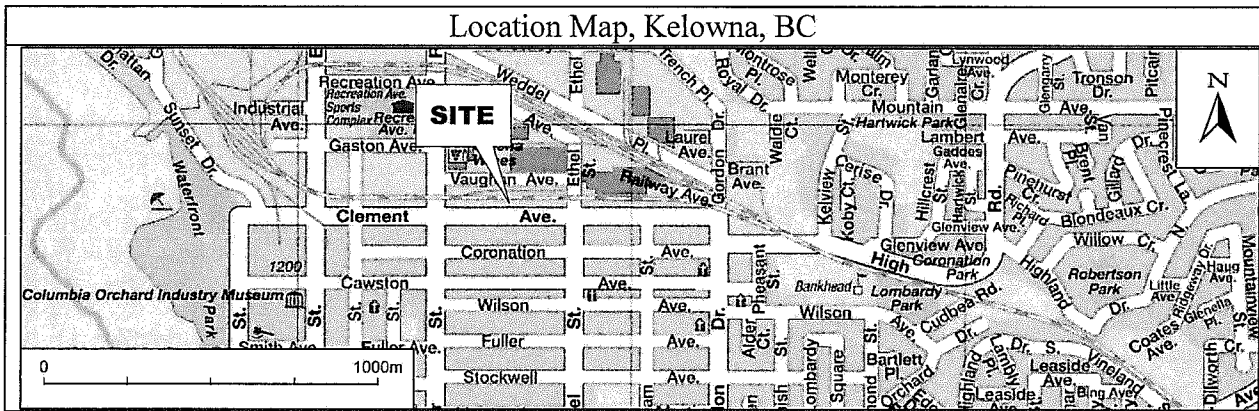 Location Map, Kelowna, BC
Recreation Ave.
Recreation Ave.
Sports
Complex
Industrial
Ave.
Gaston Ave.
SITE
Vaughan Ave.
Weddel
Pl.
Ave.
Railway Ave.
Ethel
Ethel
St.
Trench Pl.
Royal Dr.
Montrose
Pl.
Monterey
Cr.
Mountain
Ave.
Hartwick Park
Lambert
Ave.
Gaddes
Ave.
Laurel
Ave.
Gordon
Dr.
Brant
Ave.
Waldie
Ct.
Kelview
St.
Koby Ct.
Cerise
Dr.
Hillcrest
St.
Hartwick
St.
Glenview Ave.
Glenview Ave.
Coronation
Park
Lynwood
Ave.
Glengarry
St.
Tronson
Dr.
Pinecrest La.
Pinehurst
Cr.
Richard
Pl.
Brent
Gillard
Dr.
Blondeaux Cr.
Willow
Cr.
Robertson
Park
Highland
Dr. N.
Ridgeway Dr.
Haug
Ave.
Little
Ave.
Glenella
Pl.
Coates
Ave.
Mountainview
St.
Dilworth
Cr.
N
Sunset Dr.
Waterfront
Park
Clement
Ave.
Coronation
Ave.
1200
Cawston
Ave.
Columbia Orchard Industry Museum
St.
Wilson
Ave.
Wilson
Ave.
Fuller Ave.
Fuller
Ave.
Stockwell
Ave.
Ethel
St.
Dr.
Pheasant
St.
Alder
Ct.
Bankhead
High
Rd.
Lombardy
Park
Cudbea Rd.
Lombardy
Square
Bartlett
Orchard
Highland
Dr. S.
Lambly
Pl.
Leaside
Leaside
Ave.
Bing Ave.
Vineland
0
1000m